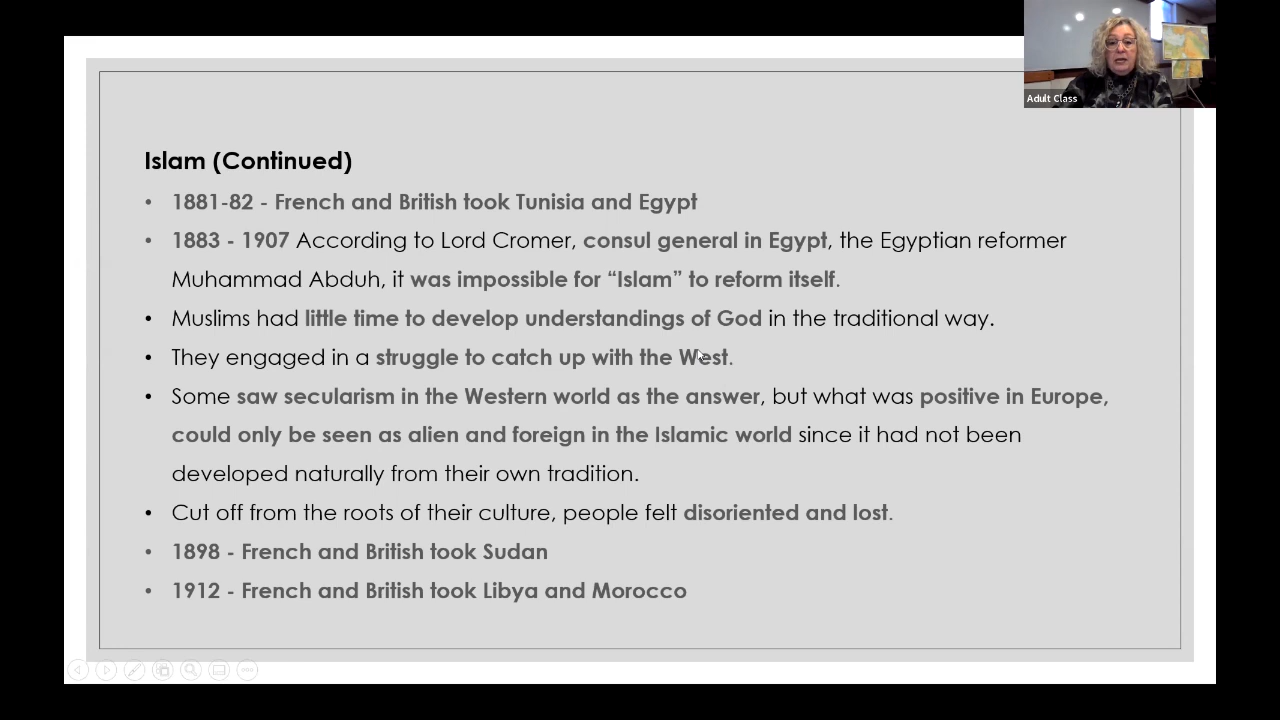 Adult Class
Islam (Continued)
• 1881-82 - French and British took Tunisia and Egypt
• 1883 - 1907 According to Lord Cromer, consul general in Egypt, the Egyptian reformer
Muhammad Abduh, it was impossible for “Islam” to reform itself.
• Muslims had little time to develop understandings of God in the traditional way.
• They engaged in a struggle to catch up with the West.
• Some saw secularism in the Western world as the answer, but what was positive in Europe,
could only be seen as alien and foreign in the Islamic world since it had not been
developed naturally from their own tradition.
• Cut off from the roots of their culture, people felt disoriented and lost.
• 1898 - French and British took Sudan
• 1912 - French and British took Libya and Morocco